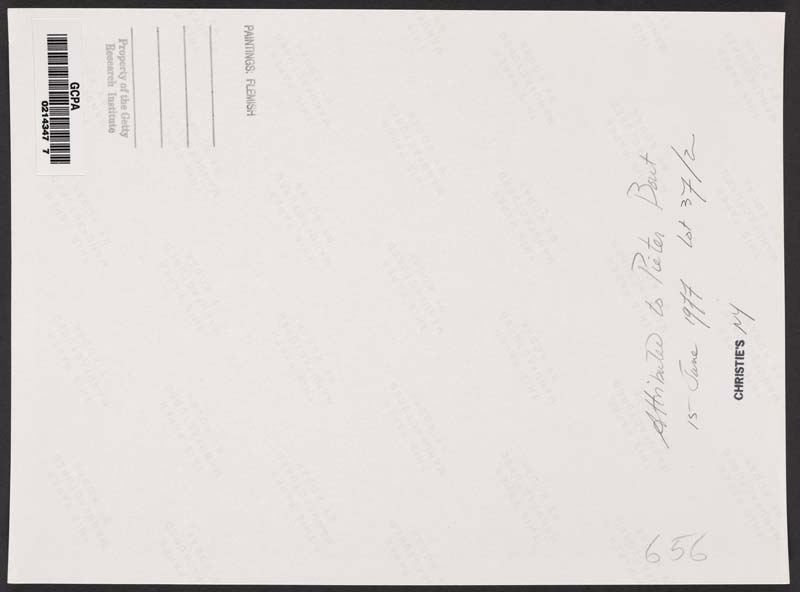 GCPA
0214347 7
Property of the Getty
Research Institute
PAINTINGS: FLEMISH
Attributed to Pieter Bout
15 June 1977 Lot 37/2
CHRISTIE'S NY
656